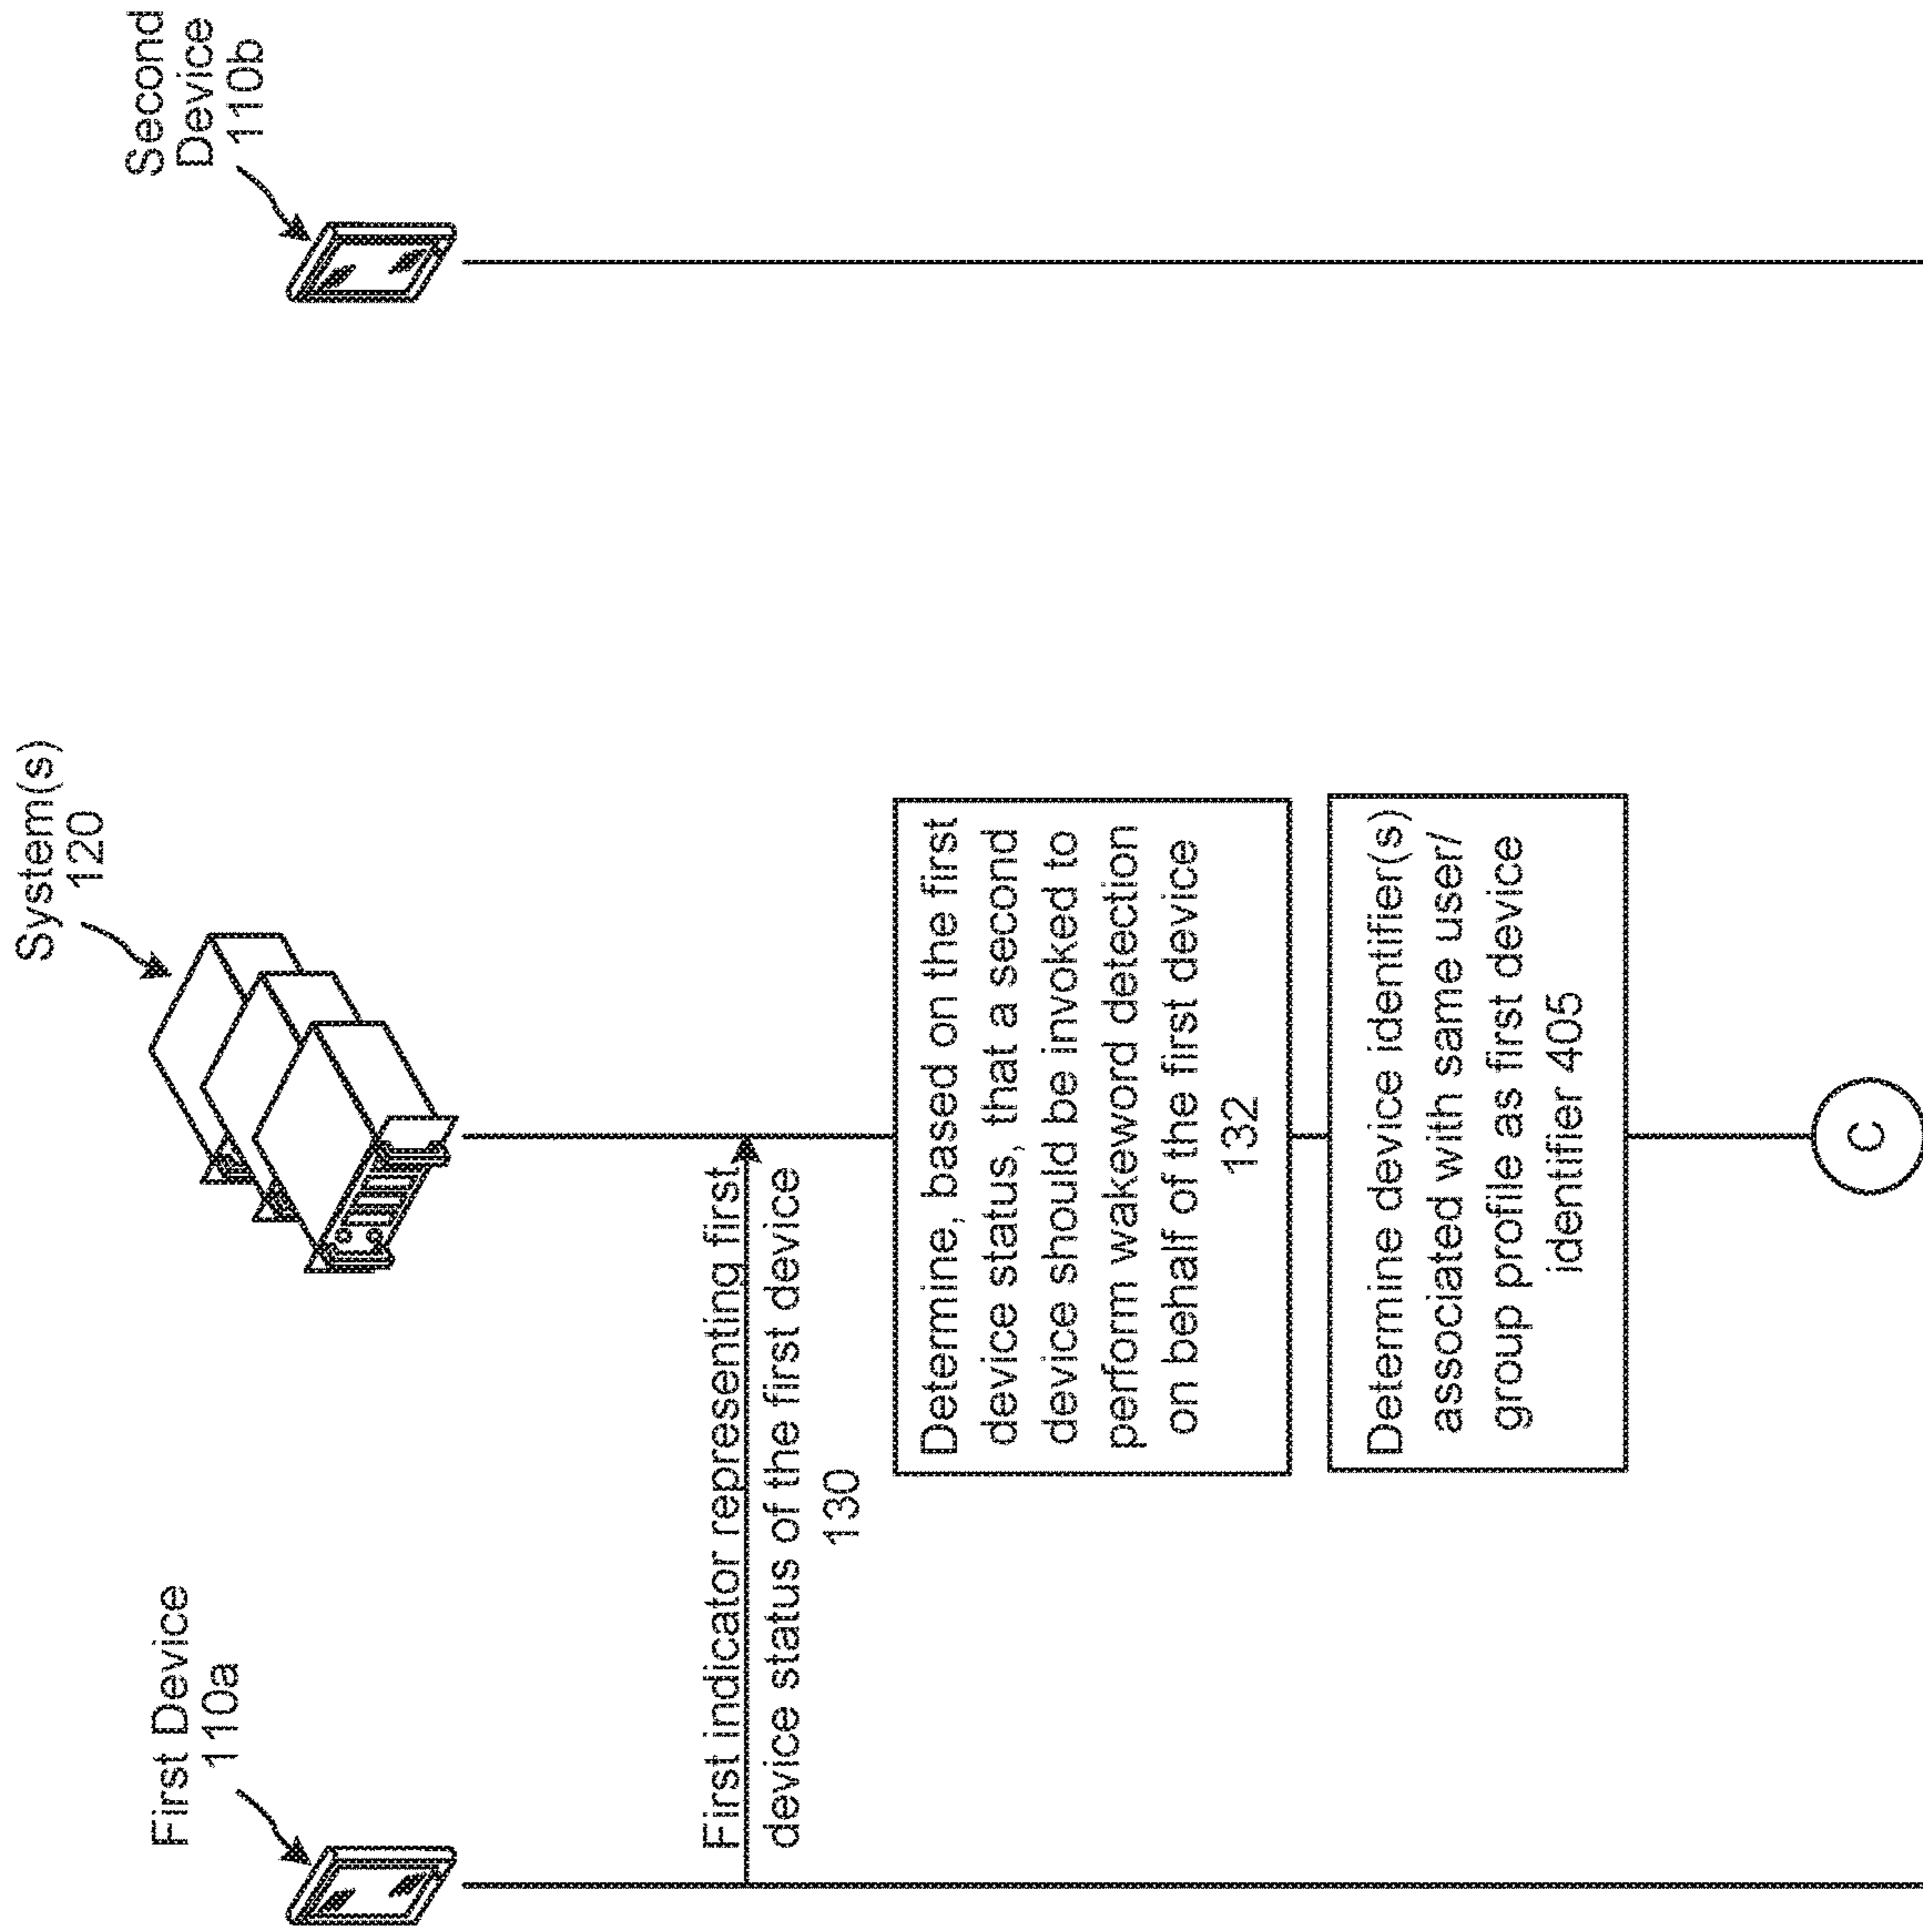 First Device
110a
System(s)
120
Second
Device
110b
First indicator representing first
device status of the first device
130
Determine, based on the first
device status, that a second
device should be invoked to
perform wakeword detection
on behalf of the first device
132
Determine device identifier(s)
associated with same user/
group profile as first device
identifier 405
C